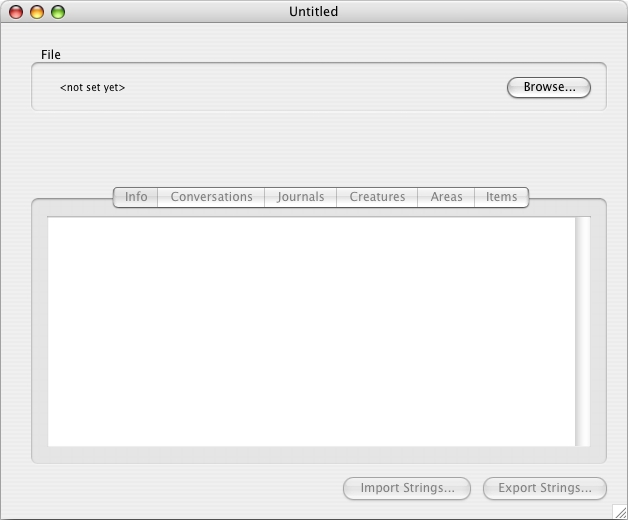 Untitled
File
<not set yet>
Browse...
Info Conversations Journals Creatures Areas Items
Import Strings... Export Strings...